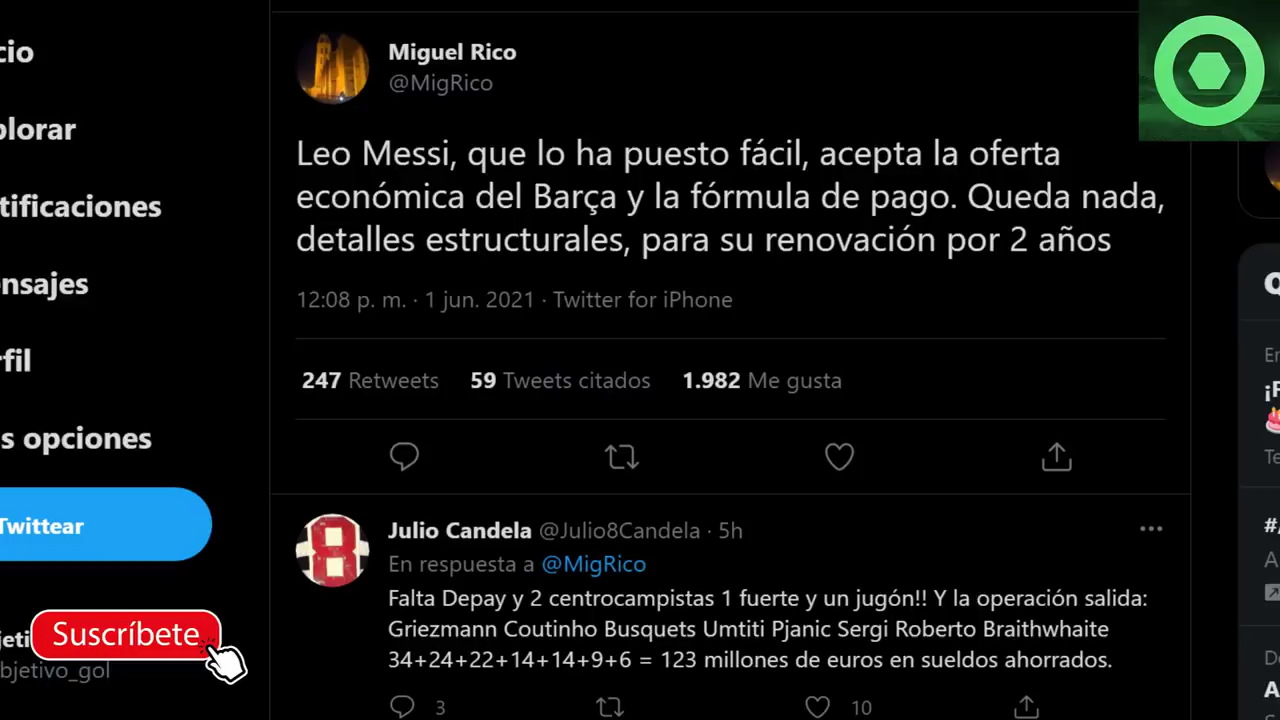 cio
plorar
tificaciones
ensajes
rfil
s opciones
Twittear
Suscríbete
bjetivo_gol
Miguel Rico
@MigRico
Leo Messi, que lo ha puesto fácil, acepta la oferta
económica del Barça y la fórmula de pago. Queda nada,
detalles estructurales, para su renovación por 2 años
12:08 p. m. · 1 jun. 2021 · Twitter for iPhone
247 Retweets 59 Tweets citados 1.982 Me gusta
Julio Candela @Julio8Candela · 5h
En respuesta a @MigRico
Falta Depay y 2 centrocampistas 1 fuerte y un jugón!! Y la operación salida:
Griezmann Coutinho Busquets Umtiti Pjanic Sergi Roberto Braithwhaite
34+24+22+14+14+9+6 = 123 millones de euros en sueldos ahorrados.
3 10